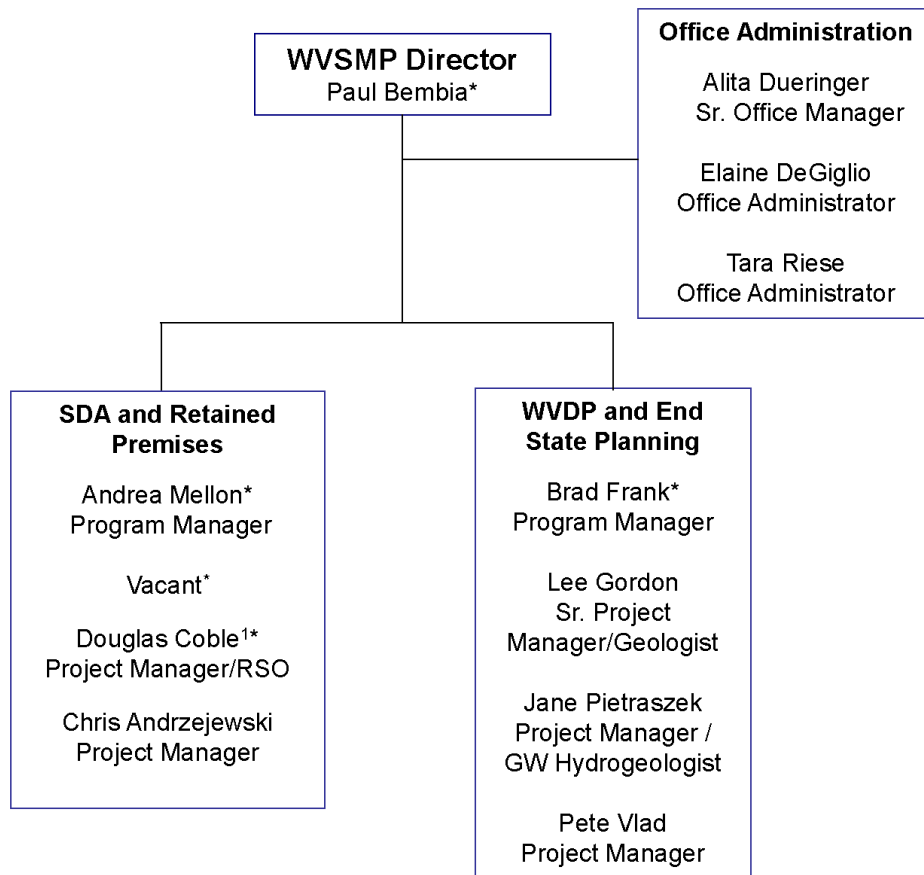 WVSMP Director
Paul Bembia*
Office Administration
Alita Dueringer
Sr. Office Manager
Elaine DeGiglio
Office Administrator
Tara Riese
Office Administrator
SDA and Retained
Premises
Andrea Mellon*
Program Manager
Vacant*
Douglas Coble¹*
Project Manager/RSO
Chris Andrzejewski
Project Manager
WVDP and End
State Planning
Brad Frank*
Program Manager
Lee Gordon
Sr. Project
Manager/Geologist
Jane Pietraszek
Project Manager /
GW Hydrogeologist
Pete Vlad
Project Manager